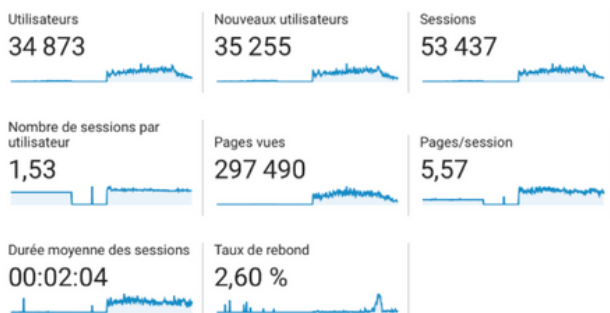 Utilisateurs
34 873
Nouveaux utilisateurs
35 255
Sessions
53 437
Nombre de sessions par
utilisateur
1,53
Pages vues
297 490
Pages/session
5,57
Durée moyenne des sessions
00:02:04
Taux de rebond
2,60 %